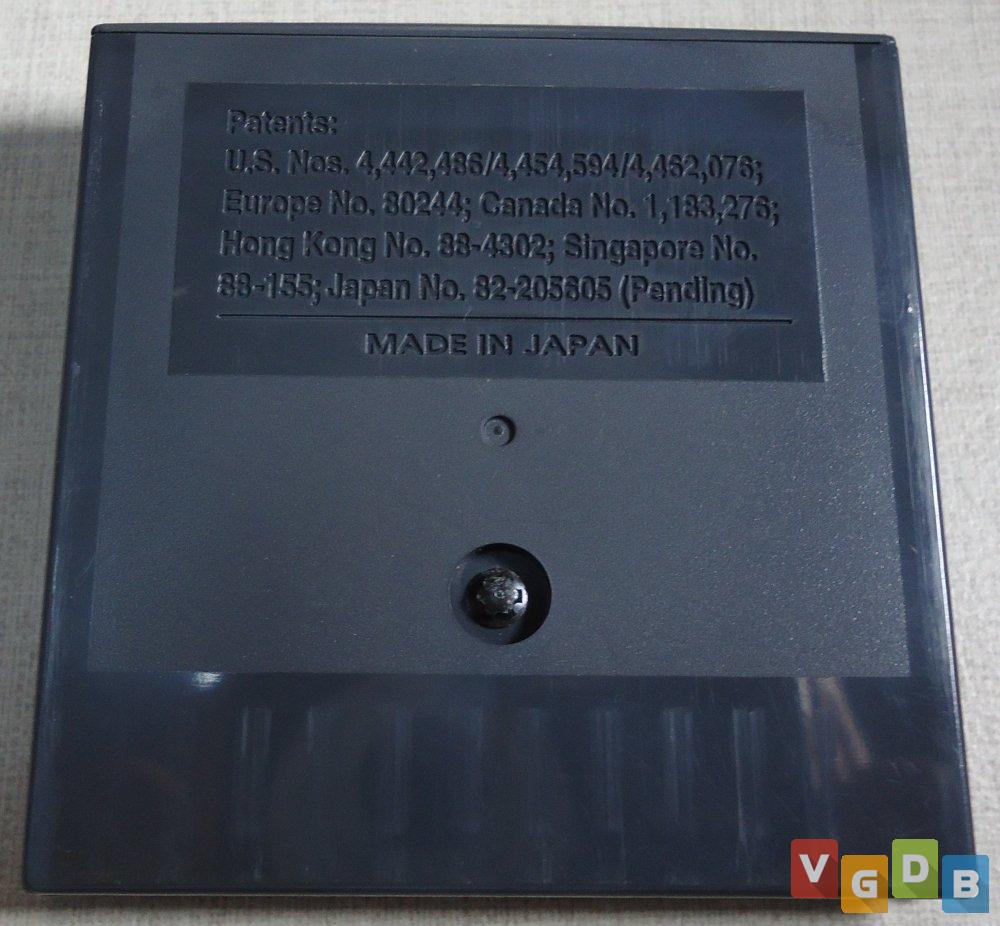 Patents:
U.S. Nos. 4,442,486/4,454,594/4,462,076;
Europe No. 80244; Canada No. 1,183,276;
Hong Kong No. 88-4302; Singapore No.
88-155; Japan No. 82-205605 (Pending)
MADE IN JAPAN
VGDB